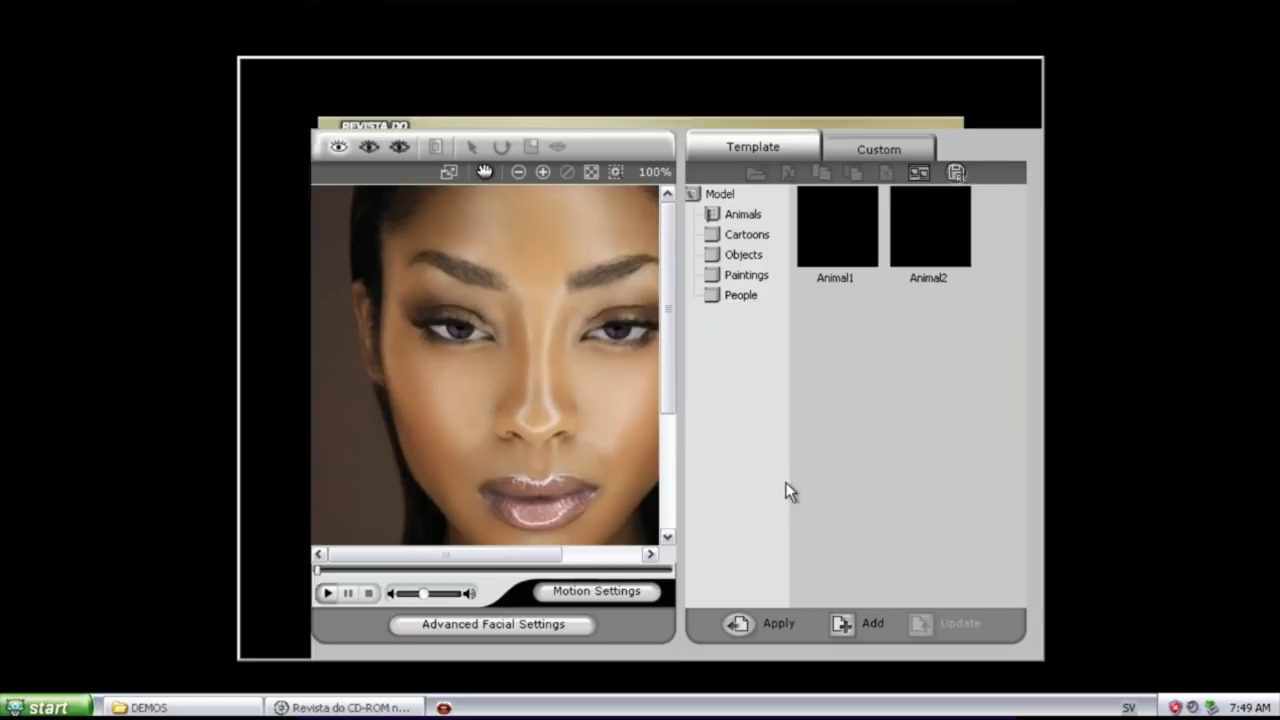 REVISTA DO
Template
Custom
100%
Model
Animals
Cartoons
Objects
Paintings
People
Animal1
Animal2
Motion Settings
Advanced Facial Settings
Apply
Add
Update
start
DEMOS
Revista do CD-ROM n...
SV
7:49 AM